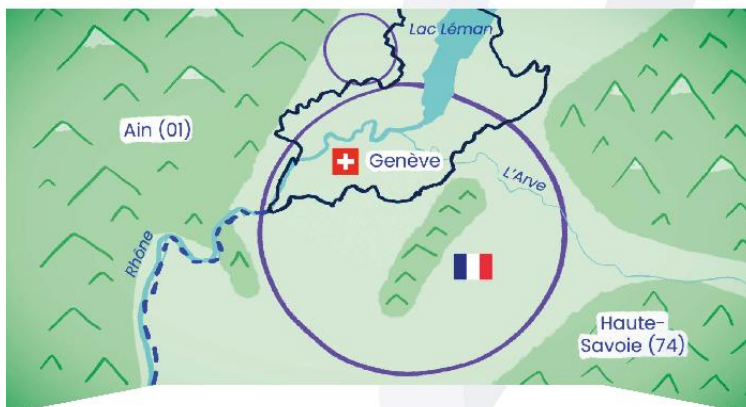 Lac Léman
Ain (01)
Genève
L'Arve
Rhône
Haute-
Savoie (74)